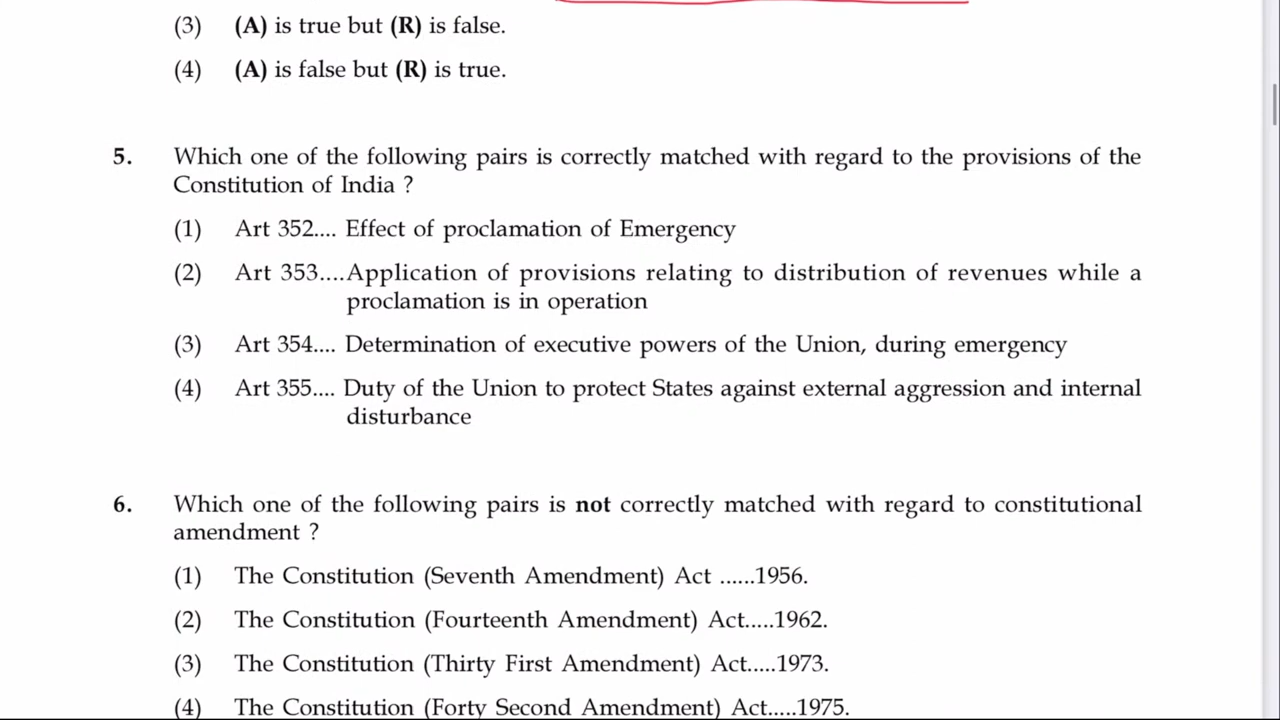 (3) (A) is true but (R) is false.
(4) (A) is false but (R) is true.
5. Which one of the following pairs is correctly matched with regard to the provisions of the
Constitution of India ?
(1) Art 352.... Effect of proclamation of Emergency
(2) Art 353....Application of provisions relating to distribution of revenues while a
proclamation is in operation
(3) Art 354.... Determination of executive powers of the Union, during emergency
(4) Art 355.... Duty of the Union to protect States against external aggression and internal
disturbance
6. Which one of the following pairs is not correctly matched with regard to constitutional
amendment ?
(1) The Constitution (Seventh Amendment) Act ......1956.
(2) The Constitution (Fourteenth Amendment) Act.....1962.
(3) The Constitution (Thirty First Amendment) Act.....1973.
(4) The Constitution (Forty Second Amendment) Act.....1975.